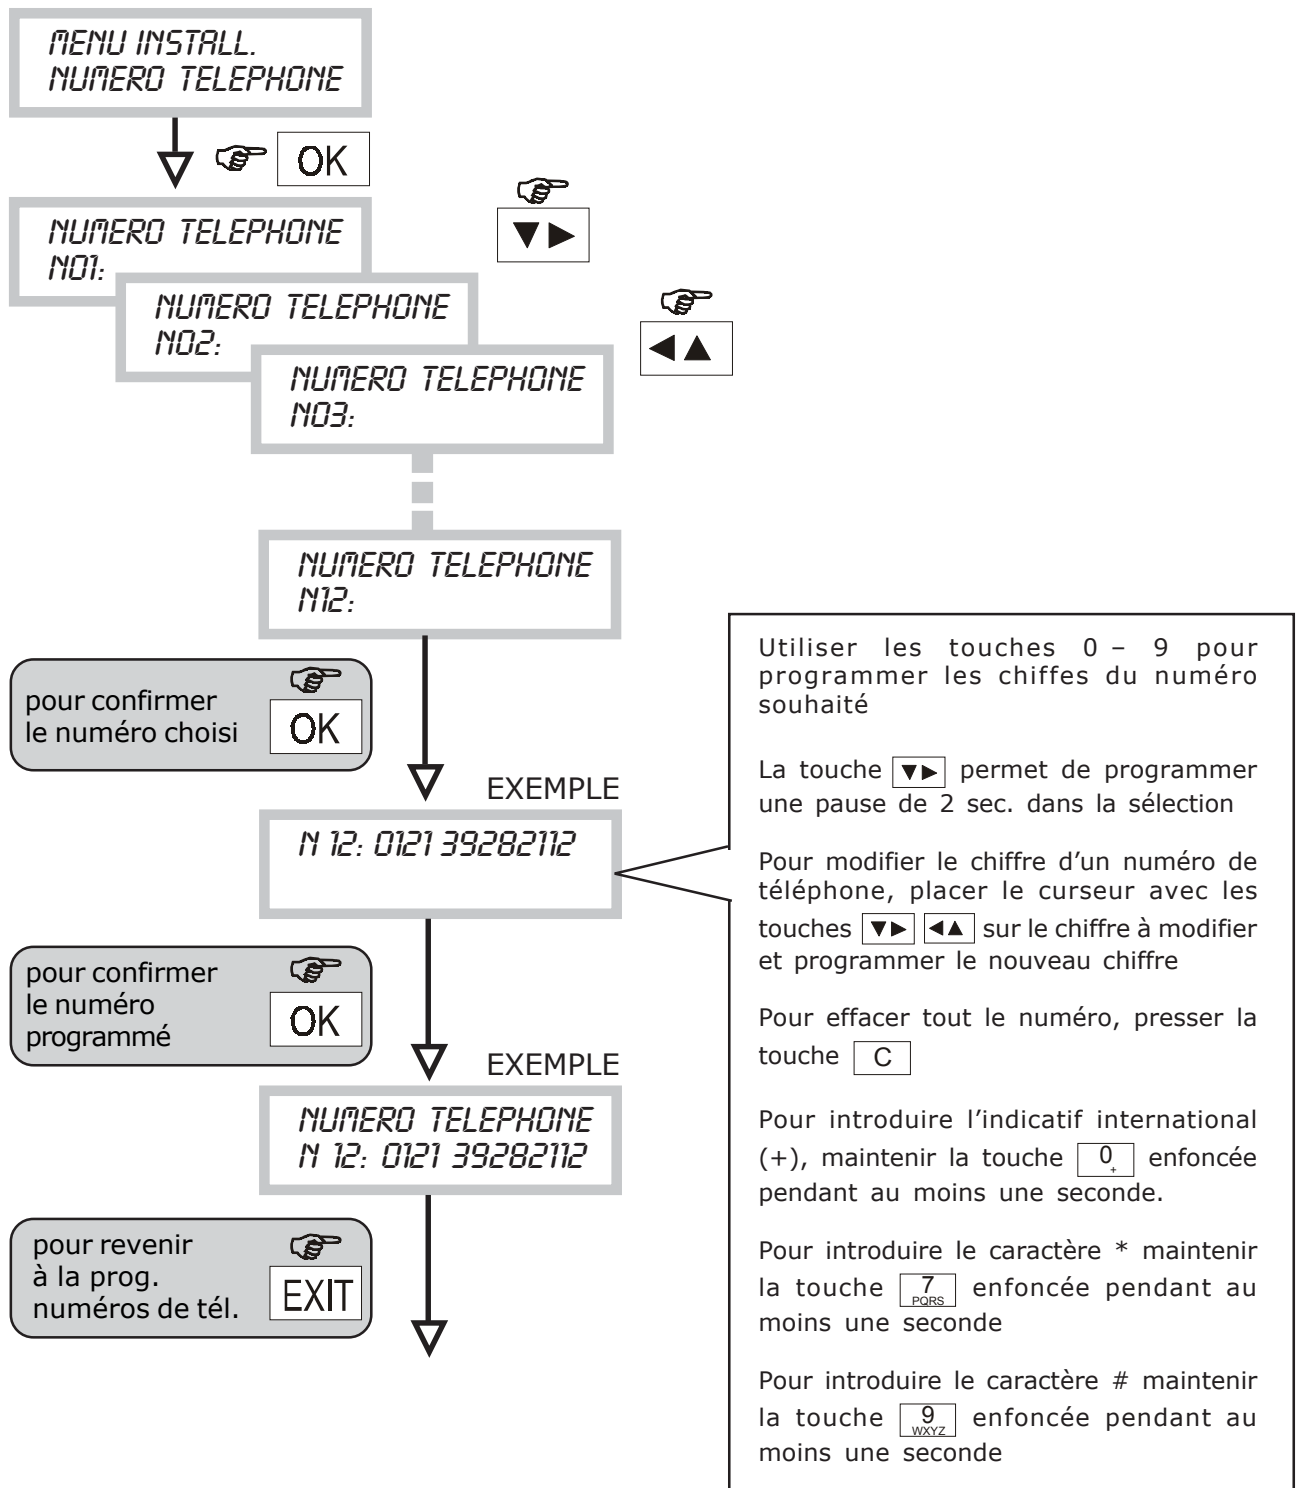 MENU INSTALL.
NUMERO TELEPHONE
OK
NUMERO TELEPHONE
N01:
NUMERO TELEPHONE
N02:
NUMERO TELEPHONE
N03:
NUMERO TELEPHONE
N12:
pour confirmer
le numéro choisi
OK
EXEMPLE
N 12: 0121 39282112
pour confirmer
le numéro
programmé
OK
EXEMPLE
NUMERO TELEPHONE
N 12: 0121 39282112
pour revenir
à la prog.
numéros de tél.
EXIT
Utiliser les touches 0 – 9 pour
programmer les chiffes du numéro
souhaité
La touche ▼▶ permet de programmer
une pause de 2 sec. dans la sélection
Pour modifier le chiffre d’un numéro de
téléphone, placer le curseur avec les
touches ▼▶ ◀▲ sur le chiffre à modifier
et programmer le nouveau chiffre
Pour effacer tout le numéro, presser la
touche C
Pour introduire l’indicatif international
(+), maintenir la touche 0 + enfoncée
pendant au moins une seconde.
Pour introduire le caractère * maintenir
la touche 7 PQRS enfoncée pendant au
moins une seconde
Pour introduire le caractère # maintenir
la touche 9 WXYZ enfoncée pendant au
moins une seconde